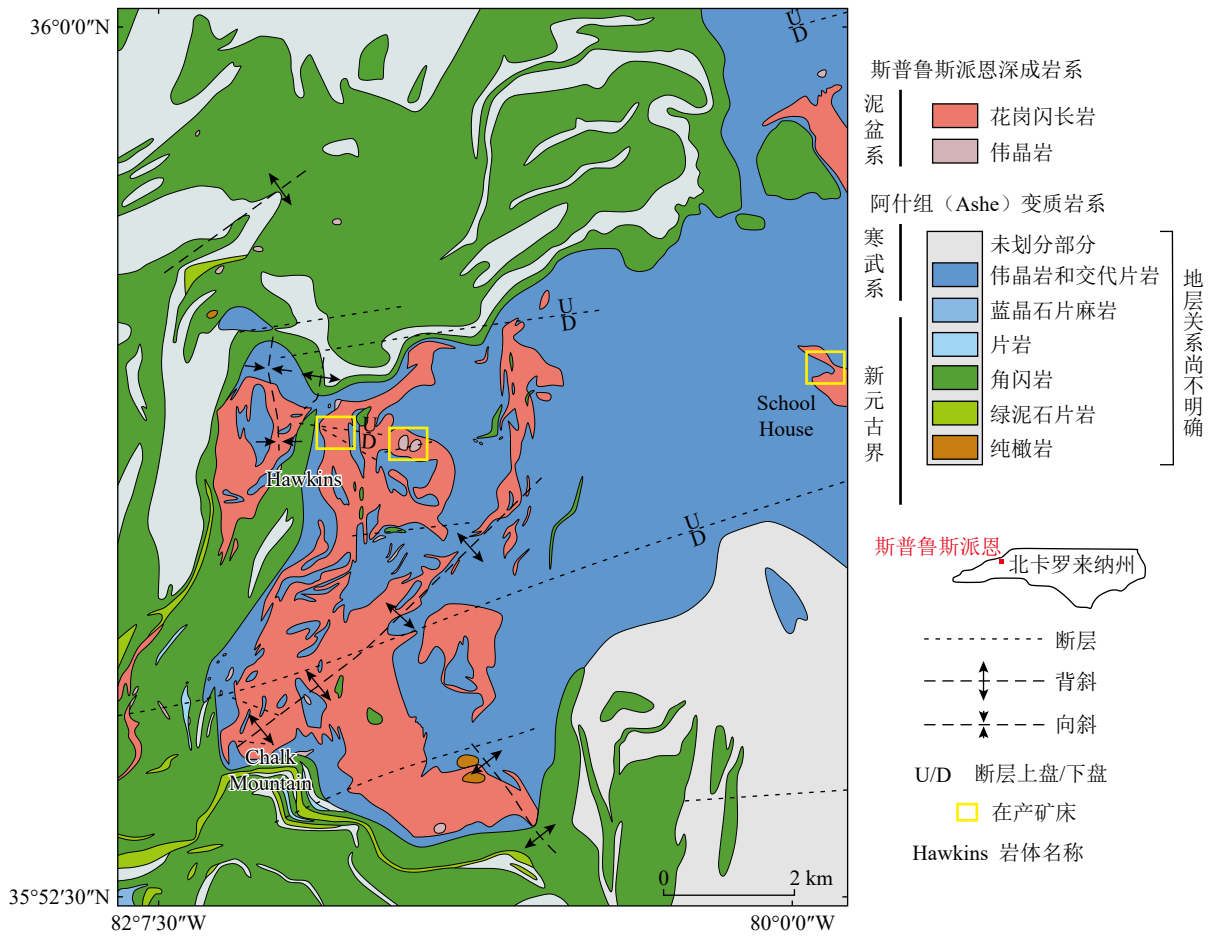 36°0′0″N
35°52′30″N
82°7′30″W
80°0′0″W
U
D
U
D
U
D
U
D
School
House
Hawkins
Chalk
Mountain
0
2 km
斯普鲁斯派恩深成岩系
泥盆系
花岗闪长岩
伟晶岩
阿什组（Ashe）变质岩系
寒武系
新元古界
未划分部分
伟晶岩和交代片岩
蓝晶石片麻岩
片岩
角闪岩
绿泥石片岩
纯橄岩
地层关系尚不明确
斯普鲁斯派恩
北卡罗来纳州
断层
背斜
向斜
U/D 断层上盘/下盘
在产矿床
Hawkins 岩体名称